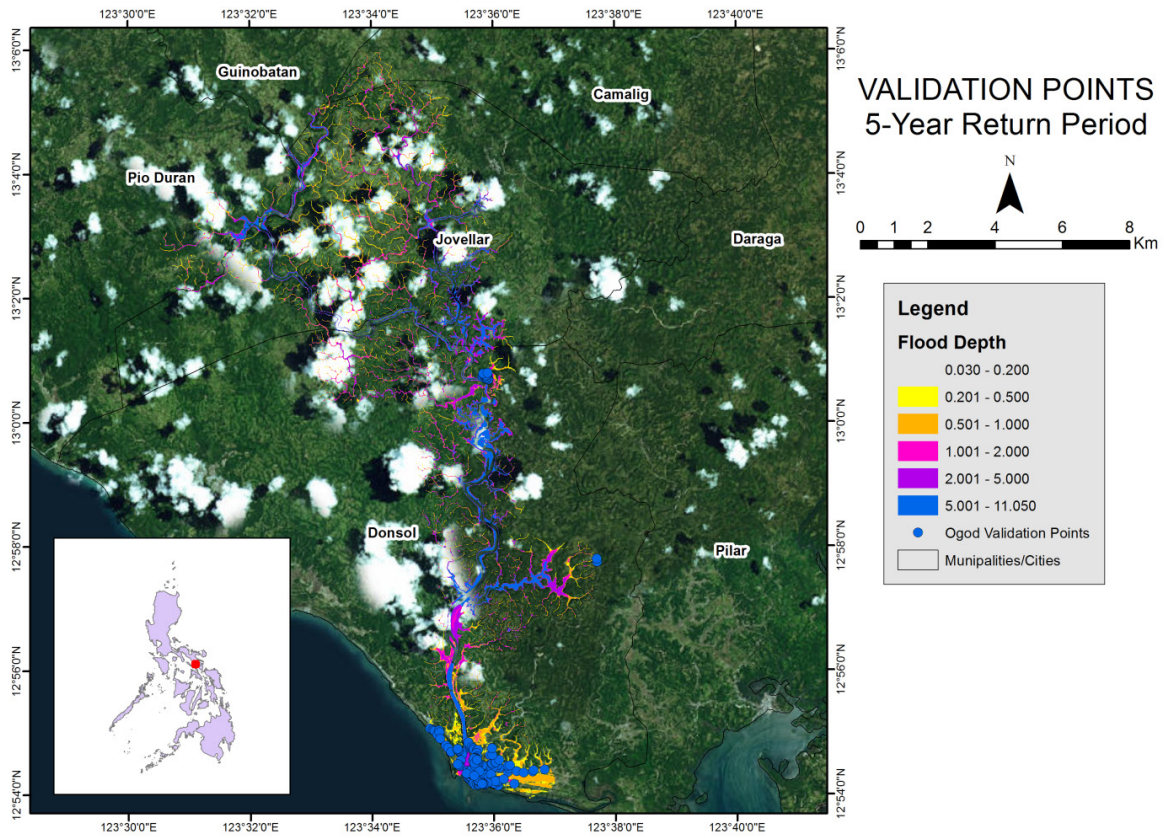 123°30'0"E 123°32'0"E 123°34'0"E 123°36'0"E 123°38'0"E 123°40'0"E
13°6'0"N
13°6'0"N
Guinobatan
Camalig
13°4'0"N
13°4'0"N
Pio Duran
Jovellar
Daraga
13°2'0"N
13°2'0"N
13°0'0"N
13°0'0"N
12°58'0"N
12°58'0"N
Donsol
Pilar
12°56'0"N
12°56'0"N
12°54'0"N
12°54'0"N
123°30'0"E 123°32'0"E 123°34'0"E 123°36'0"E 123°38'0"E 123°40'0"E
VALIDATION POINTS
5-Year Return Period
N
0 1 2 4 6 8
Km
Legend
Flood Depth
0.030 - 0.200
0.201 - 0.500
0.501 - 1.000
1.001 - 2.000
2.001 - 5.000
5.001 - 11.050
Ogod Validation Points
Munipalities/Cities